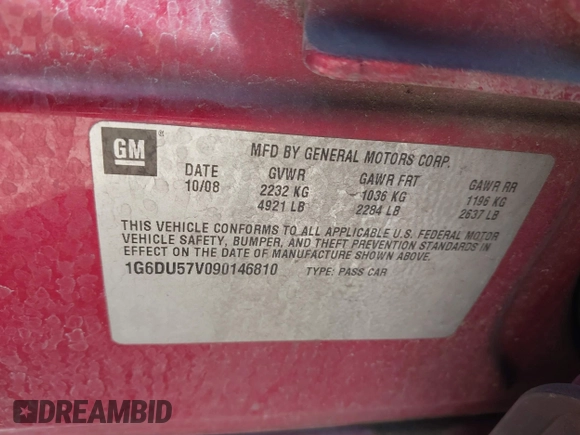 GM ®
MFD BY GENERAL MOTORS CORP.
DATE GVWR GAWR FRT GAWR RR
10/08 2232 KG 1036 KG 1196 KG
4921 LB 2284 LB 2637 LB
THIS VEHICLE CONFORMS TO ALL APPLICABLE U.S. FEDERAL MOTOR
VEHICLE SAFETY, BUMPER, AND THEFT PREVENTION STANDARDS IN
EFFECT ON THE DATE OF MANUFACTURE SHOWN ABOVE.
1G6DU57V090146810 TYPE: PASS CAR
DREAMBID